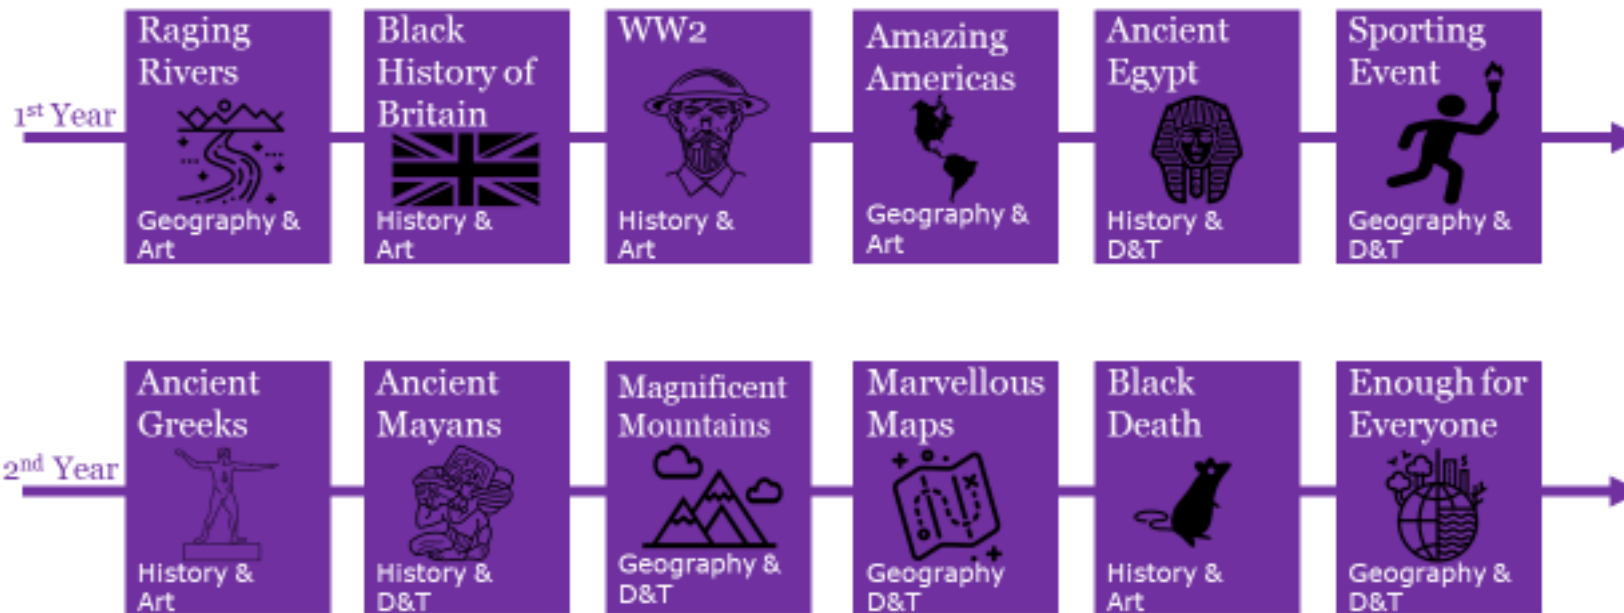 Raging
Rivers
Geography &
Art
Black
History of
Britain
History &
Art
WW2
History &
Art
Amazing
Americas
Geography &
Art
Ancient
Egypt
History &
D&T
Sporting
Event
Geography &
D&T
1st Year
Ancient
Greeks
History &
Art
Ancient
Mayans
History &
D&T
Magnificent
Mountains
Geography &
D&T
Marvellous
Maps
Geography
D&T
Black
Death
History &
Art
Enough for
Everyone
Geography &
D&T
2nd Year